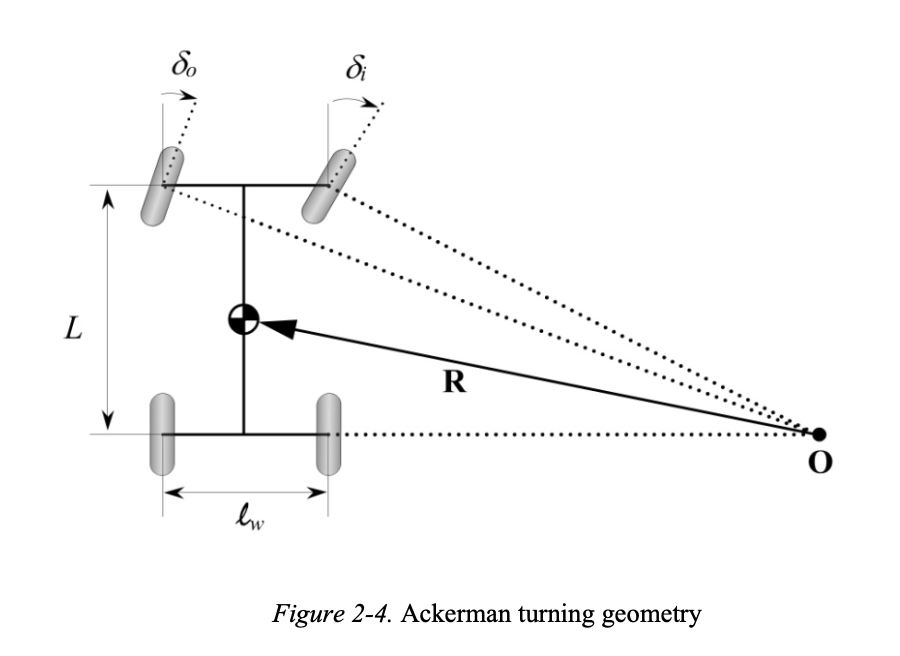 δo
δi
L
R
O
ℓw
Figure 2-4. Ackerman turning geometry